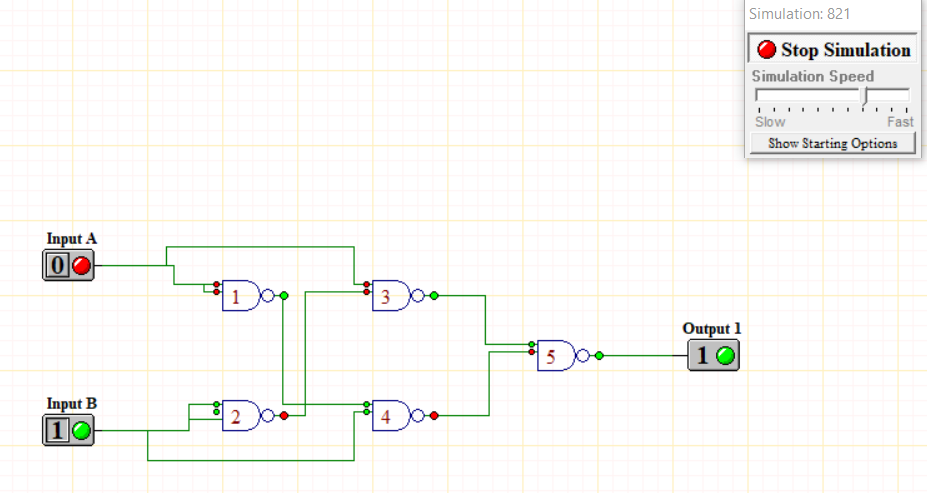 Simulation: 821
Stop Simulation
Simulation Speed
Slow Fast
Show Starting Options
Input A
0
1
3
Output 1
5
1
Input B
1
2
4